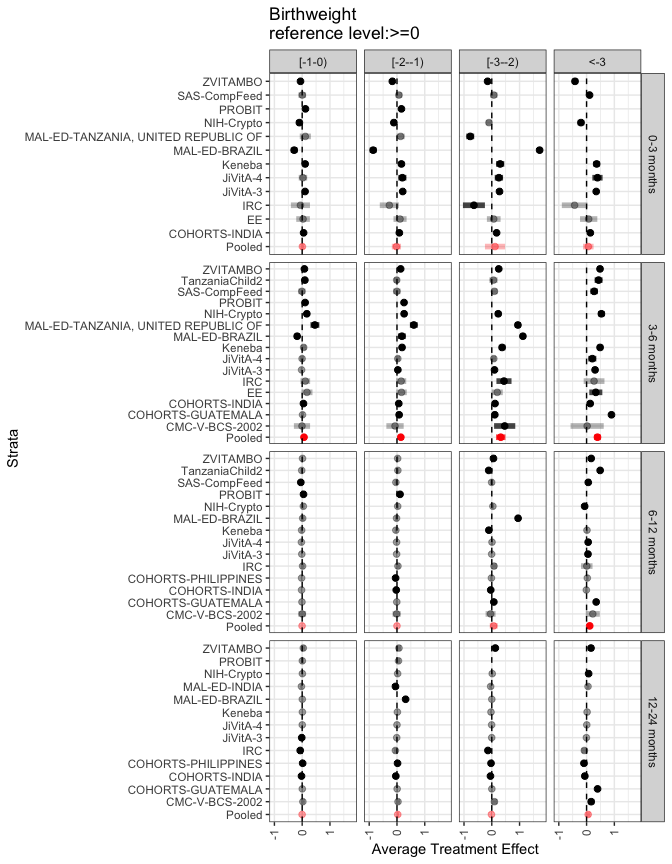 Birthweight
reference level:>=0
[-1-0)
[-2--1)
[-3--2)
<-3
ZVITAMBO
SAS-CompFeed
PROBIT
NIH-Crypto
MAL-ED-TANZANIA, UNITED REPUBLIC OF
MAL-ED-BRAZIL
Keneba
JiVitA-4
JiVitA-3
IRC
EE
COHORTS-INDIA
Pooled
0-3 months
ZVITAMBO
TanzaniaChild2
SAS-CompFeed
PROBIT
NIH-Crypto
MAL-ED-TANZANIA, UNITED REPUBLIC OF
MAL-ED-BRAZIL
Keneba
JiVitA-4
JiVitA-3
IRC
EE
COHORTS-INDIA
COHORTS-GUATEMALA
CMC-V-BCS-2002
Pooled
3-6 months
Strata
ZVITAMBO
TanzaniaChild2
SAS-CompFeed
PROBIT
NIH-Crypto
MAL-ED-BRAZIL
Keneba
JiVitA-4
JiVitA-3
IRC
COHORTS-PHILIPPINES
COHORTS-INDIA
COHORTS-GUATEMALA
CMC-V-BCS-2002
Pooled
6-12 months
ZVITAMBO
PROBIT
NIH-Crypto
MAL-ED-INDIA
MAL-ED-BRAZIL
Keneba
JiVitA-4
JiVitA-3
IRC
COHORTS-PHILIPPINES
COHORTS-INDIA
COHORTS-GUATEMALA
CMC-V-BCS-2002
Pooled
12-24 months
-1 0 1 -1 0 1 -1 0 1 -1 0 1
Average Treatment Effect